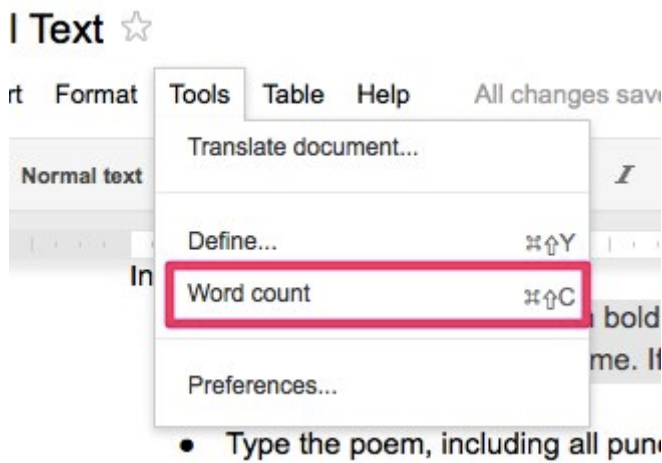 l Text
rt Format Tools Table Help All changes save
Translate document...
Normal text I
Define... ⌘⇧Y
In
Word count ⌘⇧C
bold
me. If
Preferences...
● Type the poem, including all pun